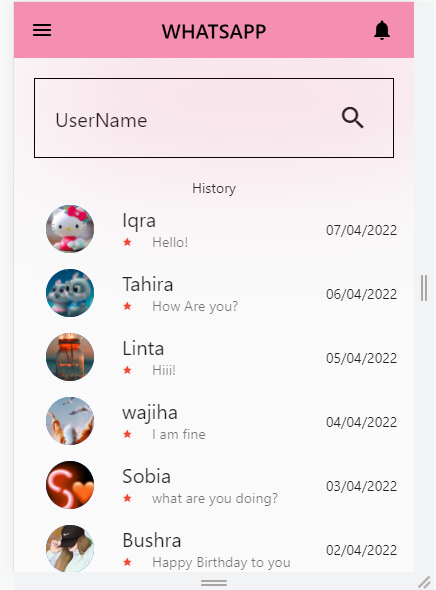 WHATSAPP
UserName
History
Iqra
Hello!
07/04/2022
Tahira
How Are you?
06/04/2022
Linta
Hiii!
05/04/2022
wajiha
I am fine
04/04/2022
Sobia
what are you doing?
03/04/2022
Bushra
Happy Birthday to you
02/04/2022